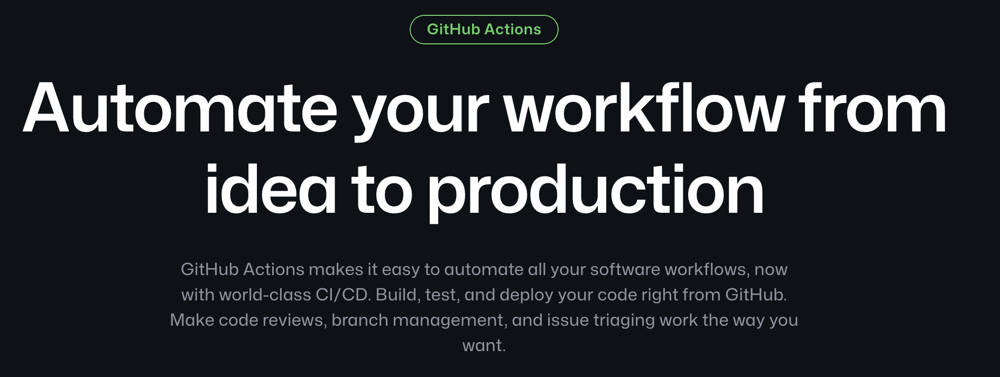 GitHub Actions
Automate your workflow from
idea to production
GitHub Actions makes it easy to automate all your software workflows, now
with world-class CI/CD. Build, test, and deploy your code right from GitHub.
Make code reviews, branch management, and issue triaging work the way you
want.